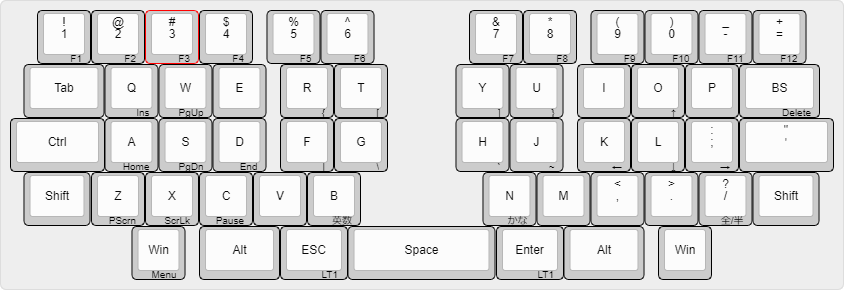 ! @ # $ % ^ & * ( ) _ +
1 2 3 4 5 6 7 8 9 0 - =
F1 F2 F3 F4 F5 F6 F7 F8 F9 F10 F11 F12
Tab Q W E R T Y U I O P BS
Ins PgUp { [ ] } ↑ Delete
Ctrl A S D F G H J K L : ; " '
Home PgDn End | \ ` ~ ← ↓ →
Shift Z X C V B N M < , > . ? / Shift
PScrn ScrLk Pause 英数 かな 全/半
Win Alt ESC Space Enter Alt Win
Menu LT1 LT1